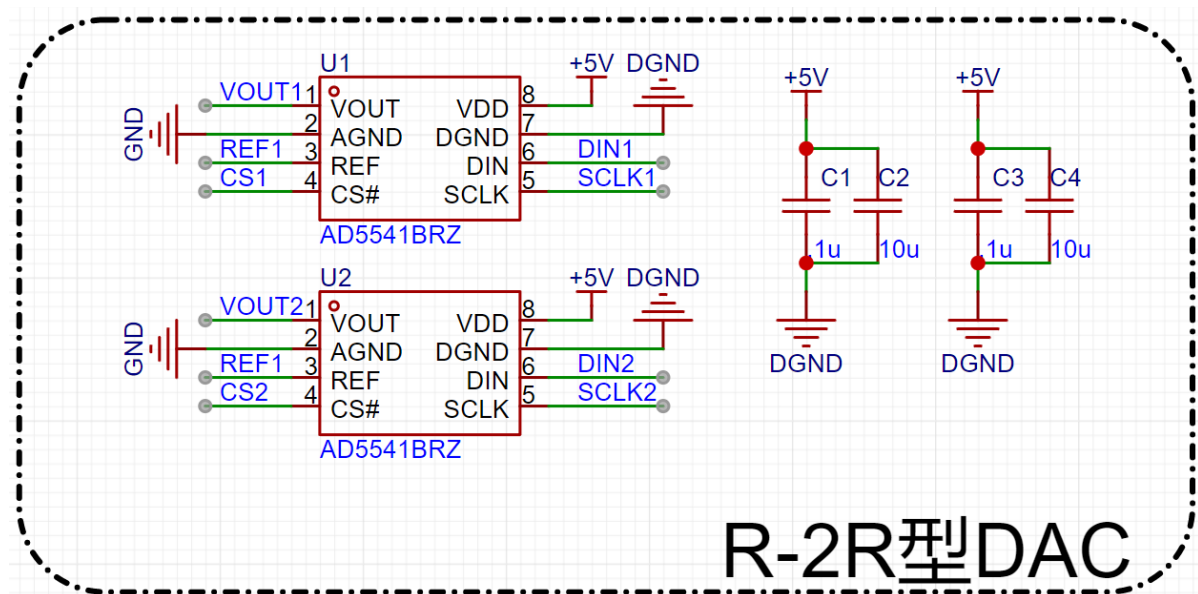 U1
VOUT1 1 VOUT VDD 8 +5V DGND
GND 2 AGND DGND 7
REF1 3 REF DIN 6 DIN1
CS1 4 CS# SCLK 5 SCLK1
AD5541BRZ
U2
VOUT2 1 VOUT VDD 8 +5V DGND
GND 2 AGND DGND 7
REF1 3 REF DIN 6 DIN2
CS2 4 CS# SCLK 5 SCLK2
AD5541BRZ
+5V +5V
C1 C2 C3 C4
.1u 10u .1u 10u
DGND DGND
R-2R型DAC